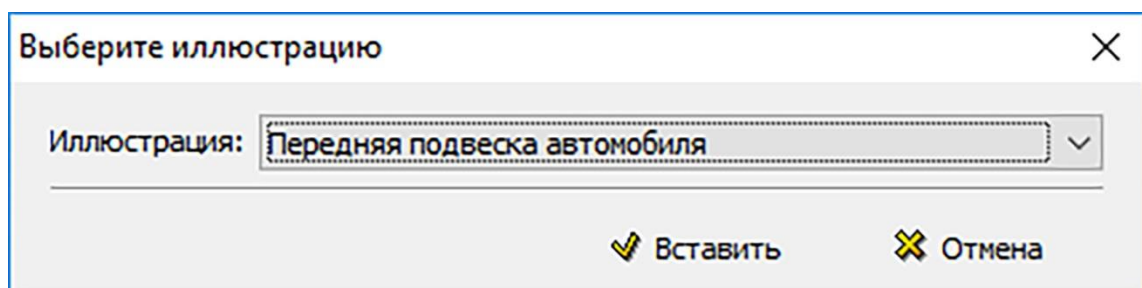 Выберите иллюстрацию
Иллюстрация: Передняя подвеска автомобиля
Вставить Отмена